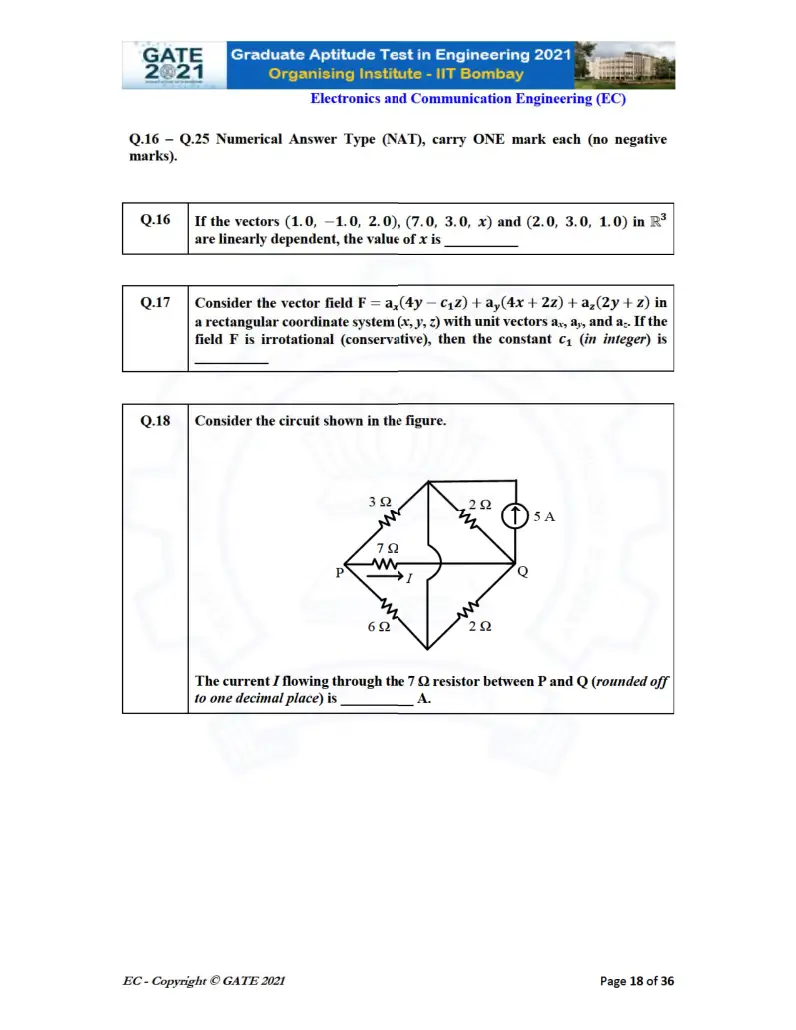 GATE
2021
Graduate Aptitude Test in Engineering 2021
Organising Institute - IIT Bombay
Electronics and Communication Engineering (EC)
Q.16 – Q.25 Numerical Answer Type (NAT), carry ONE mark each (no negative
marks).
Q.16 If the vectors (1.0, −1.0, 2.0), (7.0, 3.0, x) and (2.0, 3.0, 1.0) in ℝ³
are linearly dependent, the value of x is __________
Q.17 Consider the vector field F = aₓ(4y − c₁z) + a_y(4x + 2z) + a_z(2y + z) in
a rectangular coordinate system (x, y, z) with unit vectors aₓ, a_y, and a_z. If the
field F is irrotational (conservative), then the constant c₁ (in integer) is
__________
Q.18 Consider the circuit shown in the figure.
3 Ω
2 Ω
5 A
7 Ω
P
I
Q
6 Ω
2 Ω
The current I flowing through the 7 Ω resistor between P and Q (rounded off
to one decimal place) is __________ A.
EC - Copyright © GATE 2021
Page 18 of 36